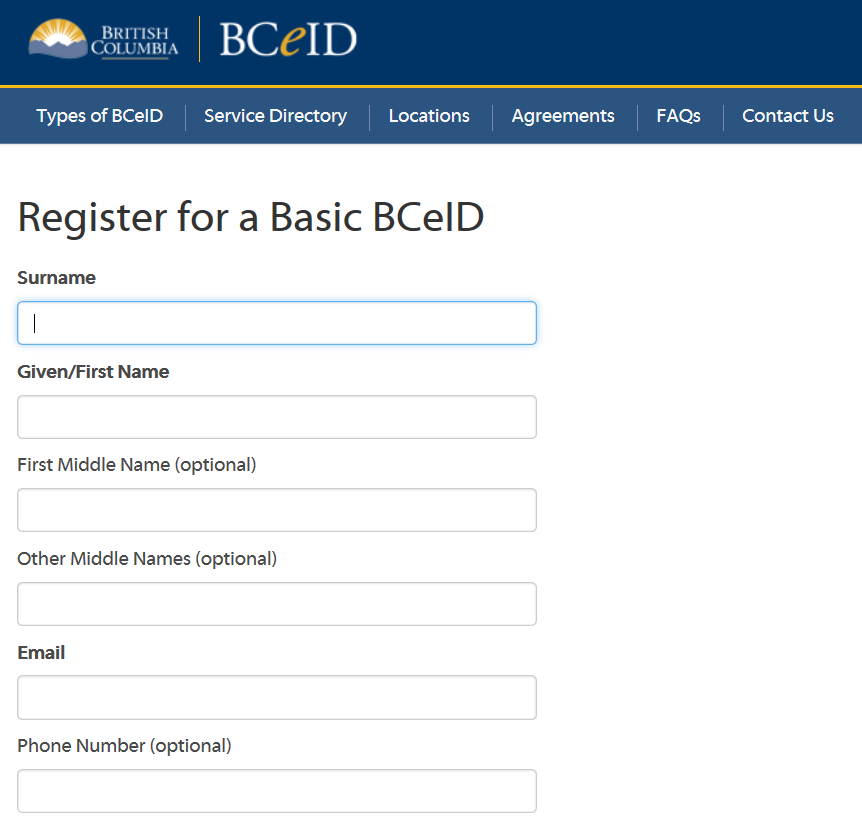 BRITISH
COLUMBIA
BCeID
Types of BCeID
Service Directory
Locations
Agreements
FAQs
Contact Us
Register for a Basic BCeID
Surname
Given/First Name
First Middle Name (optional)
Other Middle Names (optional)
Email
Phone Number (optional)